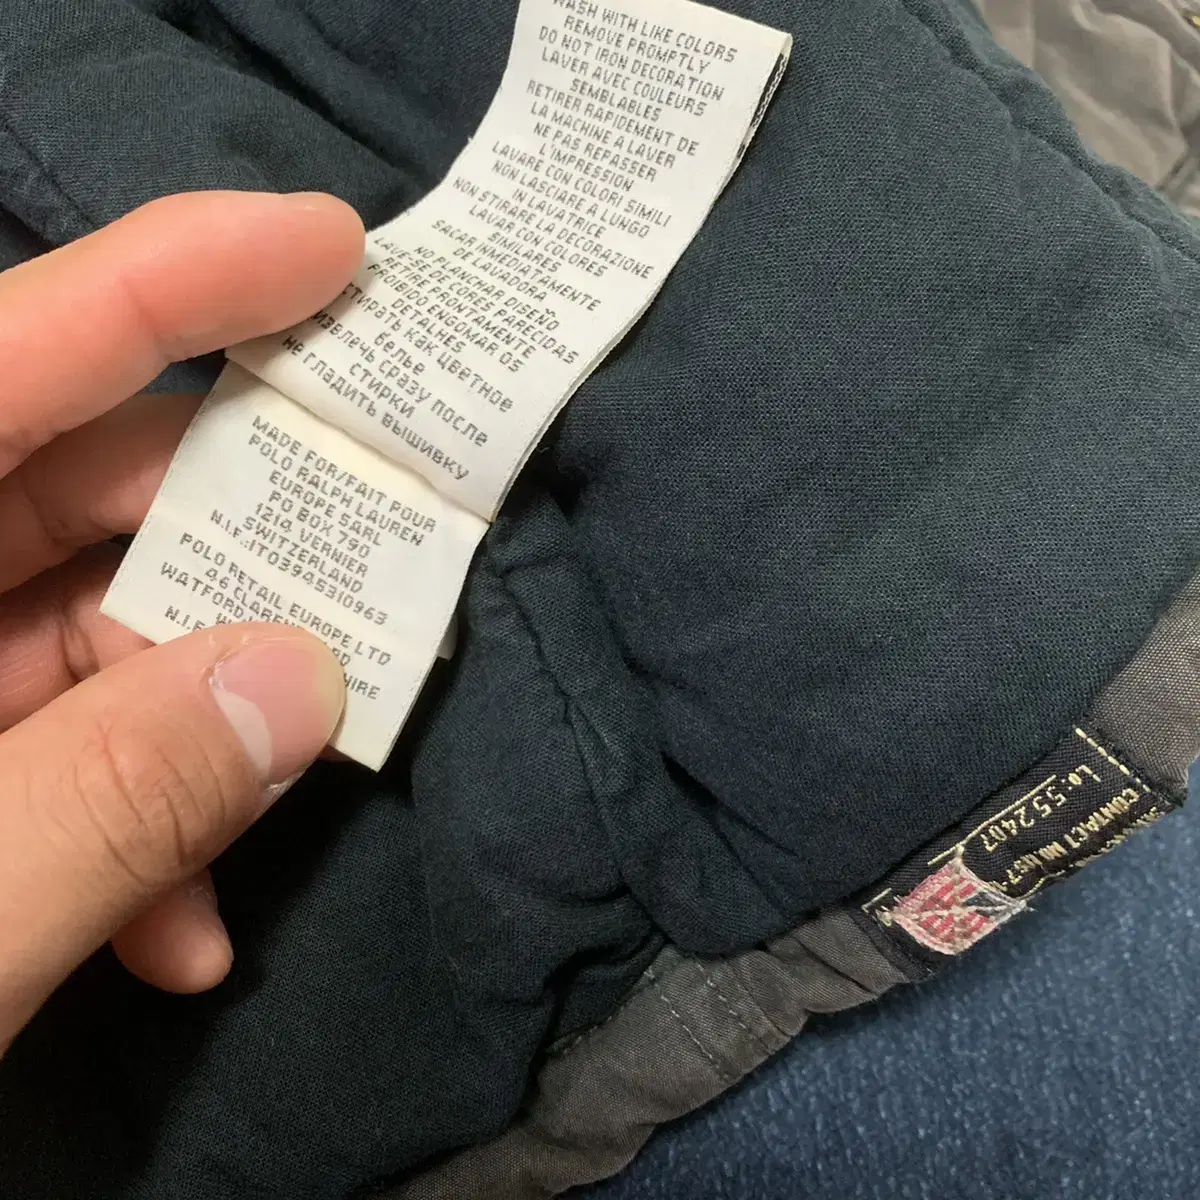 WASH WITH LIKE COLORS
REMOVE PROMPTLY
DO NOT IRON DECORATION
LAVER AVEC COULEURS
SEMBLABLES
RETIRER RAPIDEMENT DE
LA MACHINE A LAVER
NE PAS REPASSER
L'IMPRESSION
LAVARE CON COLORI SIMILI
NON LASCIARE A LUNGO
IN LAVATRICE
NON STIRARE LA DECORAZIONE
LAVAR CON COLORES
SIMILARES
SACAR INMEDIATAMENTE
DE LAVADORA
NO PLANCHAR DISEÑO
LAVE-SE DE CORES PARECIDAS
RETIRE PRONTAMENTE
PROIBIDO ENGOMAR OS
DETALHES
стирать как цветное
белье
извлечь сразу после
стирки
не гладить вышивку
MADE FOR/FAIT POUR
POLO RALPH LAUREN
EUROPE SARL
PO BOX 790
1214 VERNIER
SWITZERLAND
N.I.F.:IT03945310963
POLO RETAIL EUROPE LTD
46
WATFORD
N.I.F
Lo: 552407
CONTACT